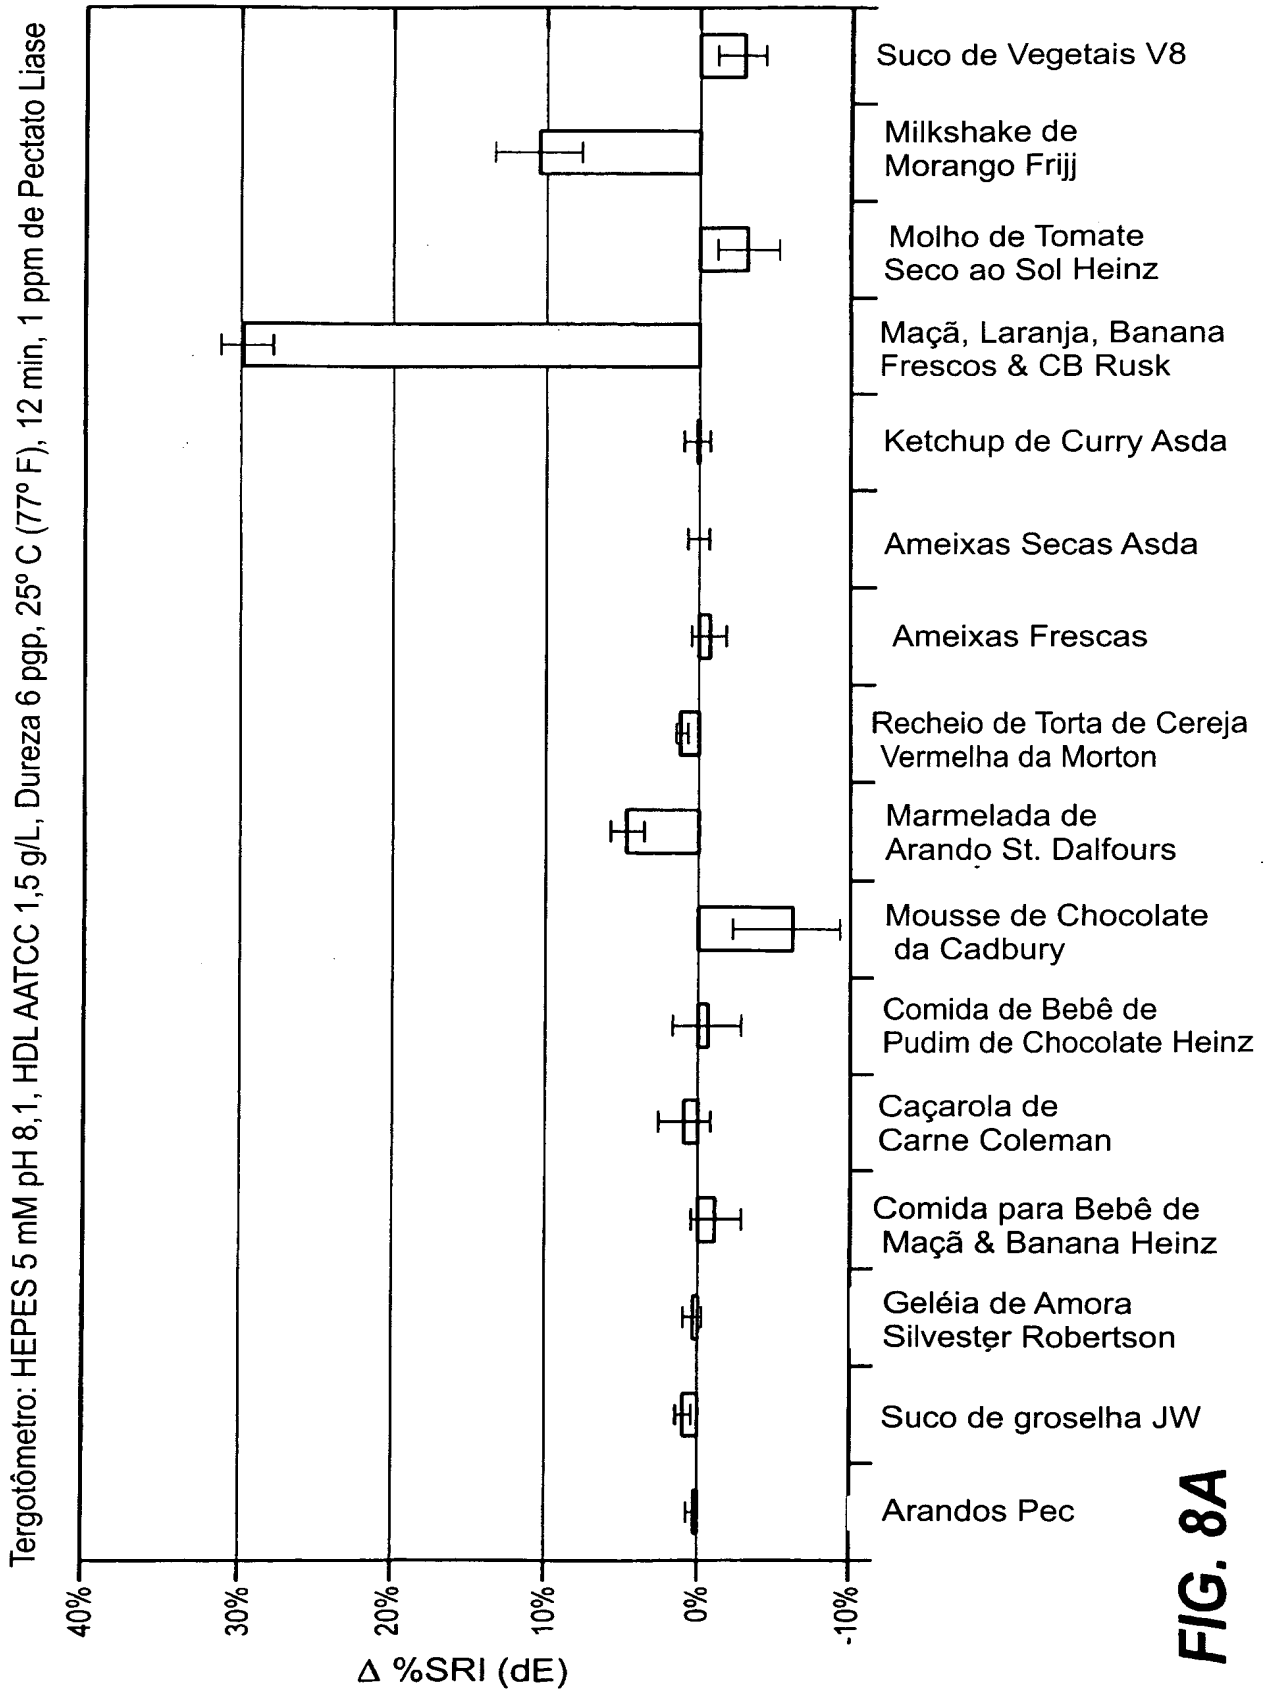 Tergotômetro: HEPES 5 mM pH 8,1, HDL AATCC 1,5 g/L, Dureza 6 pgp, 25º C (77º F), 12 min, 1 ppm de Pectato Liase
40%
30%
20%
10%
0%
-10%
Δ %SRI (dE)
Arandos Pec
Suco de groselha JW
Geléia de Amora
Silvester Robertson
Comida para Bebê de
Maçã & Banana Heinz
Caçarola de
Carne Coleman
Comida de Bebê de
Pudim de Chocolate Heinz
Mousse de Chocolate
da Cadbury
Marmelada de
Arando St. Dalfours
Recheio de Torta de Cereja
Vermelha da Morton
Ameixas Frescas
Ameixas Secas Asda
Ketchup de Curry Asda
Maçã, Laranja, Banana
Frescos & CB Rusk
Molho de Tomate
Seco ao Sol Heinz
Milkshake de
Morango Frijj
Suco de Vegetais V8
FIG. 8A